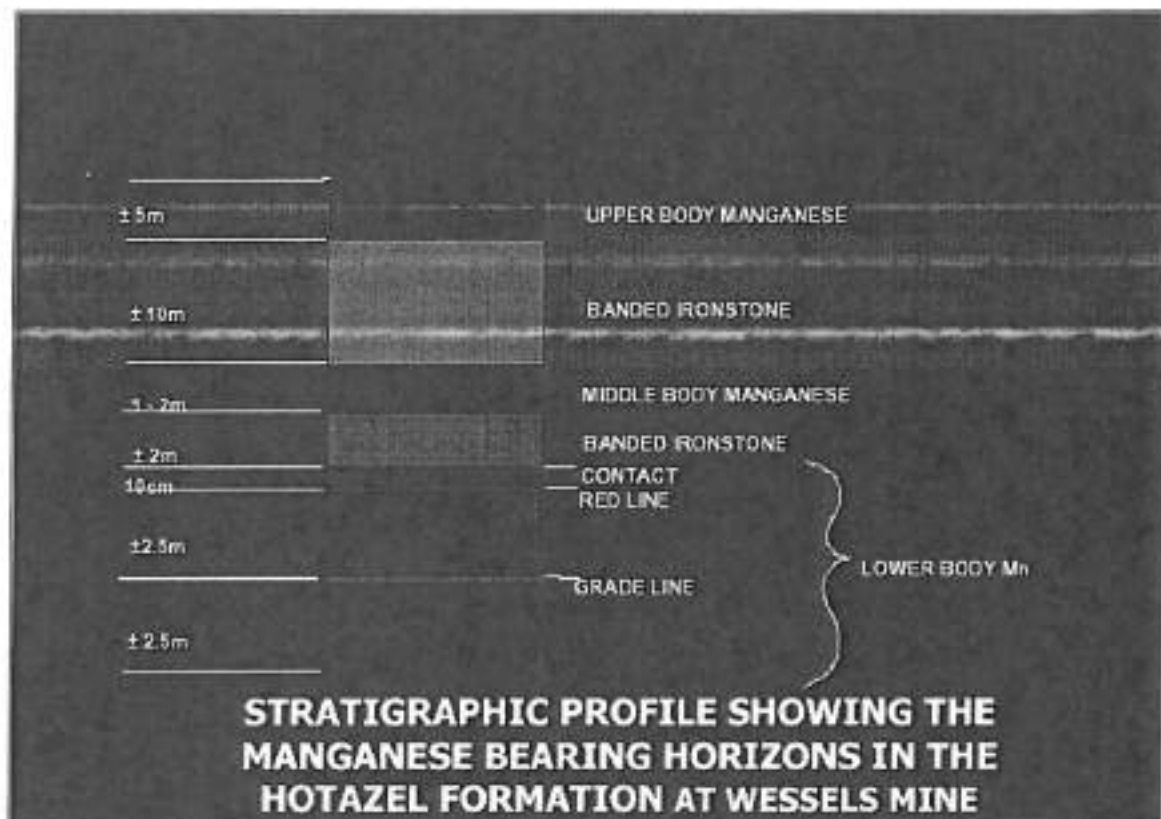 ± 5m UPPER BODY MANGANESE
± 10m BANDED IRONSTONE
MIDDLE BODY MANGANESE
- 2m
± 2m BANDED IRONSTONE
CONTACT
10cm RED LINE
±2.5m
LOWER BODY Mn
GRADE LINE
±2.5m
STRATIGRAPHIC PROFILE SHOWING THE
MANGANESE BEARING HORIZONS IN THE
HOTAZEL FORMATION AT WESSELS MINE